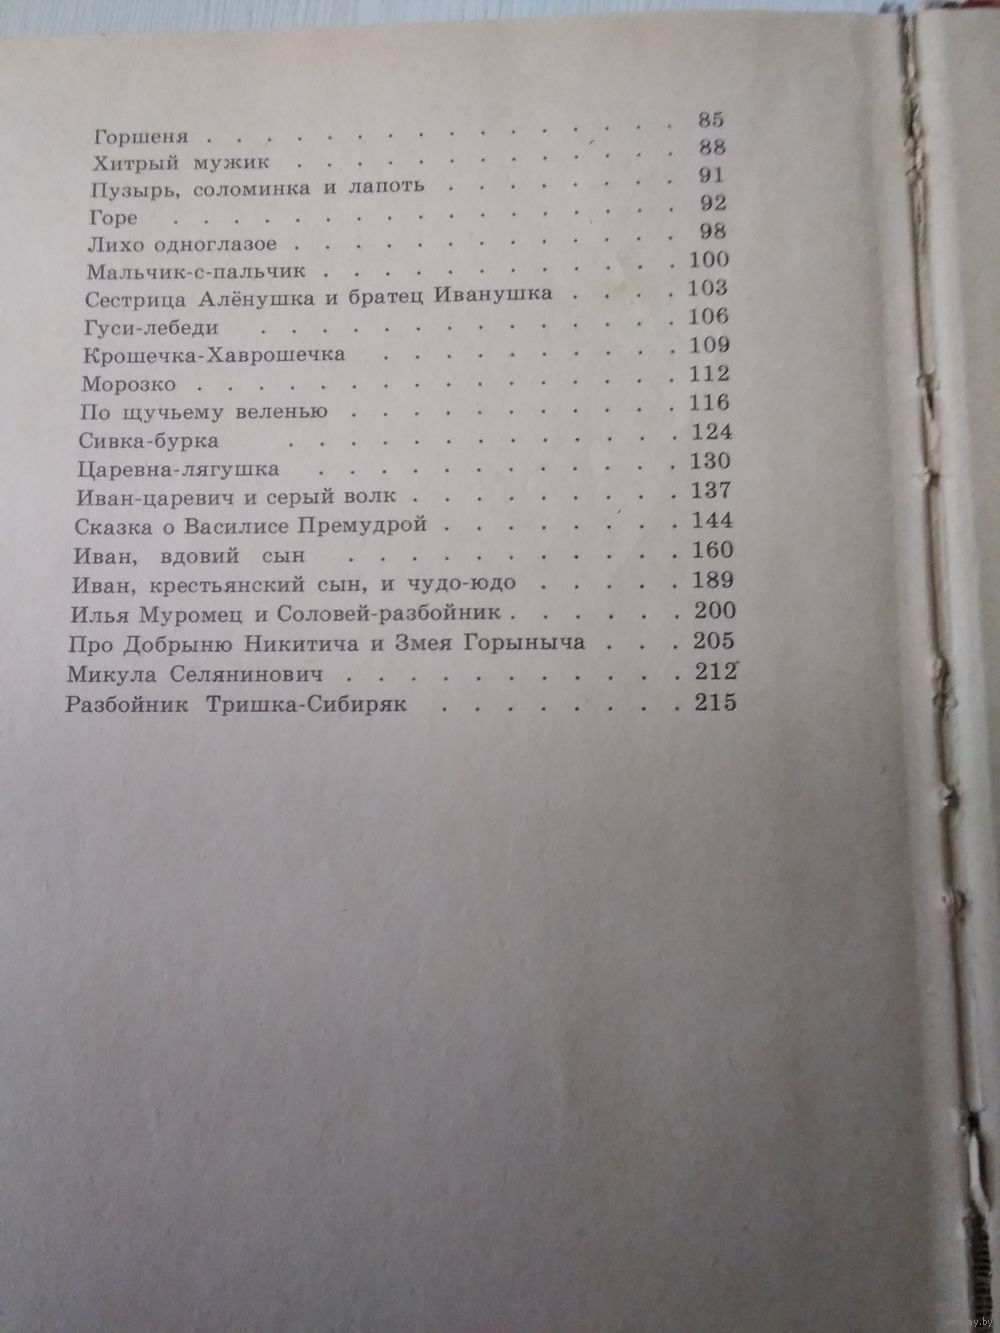 Горшеня . . . . . . . . . . . . . . . . 85
Хитрый мужик . . . . . . . . . . . . . 88
Пузырь, соломинка и лапоть . . . . . . . . 91
Горе . . . . . . . . . . . . . . . . . 92
Лихо одноглазое . . . . . . . . . . . . . 98
Мальчик-с-пальчик . . . . . . . . . . . . 100
Сестрица Алёнушка и братец Иванушка . . . . 103
Гуси-лебеди . . . . . . . . . . . . . . 106
Крошечка-Хаврошечка . . . . . . . . . . 109
Морозко . . . . . . . . . . . . . . . . 112
По щучьему веленью . . . . . . . . . . . 116
Сивка-бурка . . . . . . . . . . . . . 124
Царевна-лягушка . . . . . . . . . . . . 130
Иван-царевич и серый волк . . . . . . . . . 137
Сказка о Василисе Премудрой . . . . . . . . 144
Иван, вдовий сын . . . . . . . . . . . 160
Иван, крестьянский сын, и чудо-юдо . . . . . 189
Илья Муромец и Соловей-разбойник . . . . . . 200
Про Добрыню Никитича и Змея Горыныча . . . 205
Микула Селянинович . . . . . . . . . . . 212
Разбойник Тришка-Сибиряк . . . . . . . . 215
www.ay.by